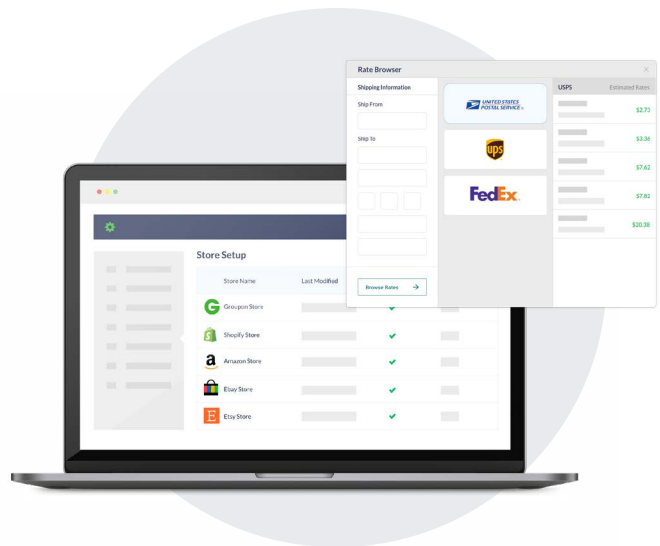 Rate Browser
Shipping Information
Ship From
Ship To
Browse Rates
UNITED STATES
POSTAL SERVICE®
ups
FedEx.
USPS Estimated Rates
$2.73
$3.36
$7.62
$7.82
$20.38
Store Setup
Store Name Last Modified
Groupon Store
Shopify Store
Amazon Store
Ebay Store
Etsy Store